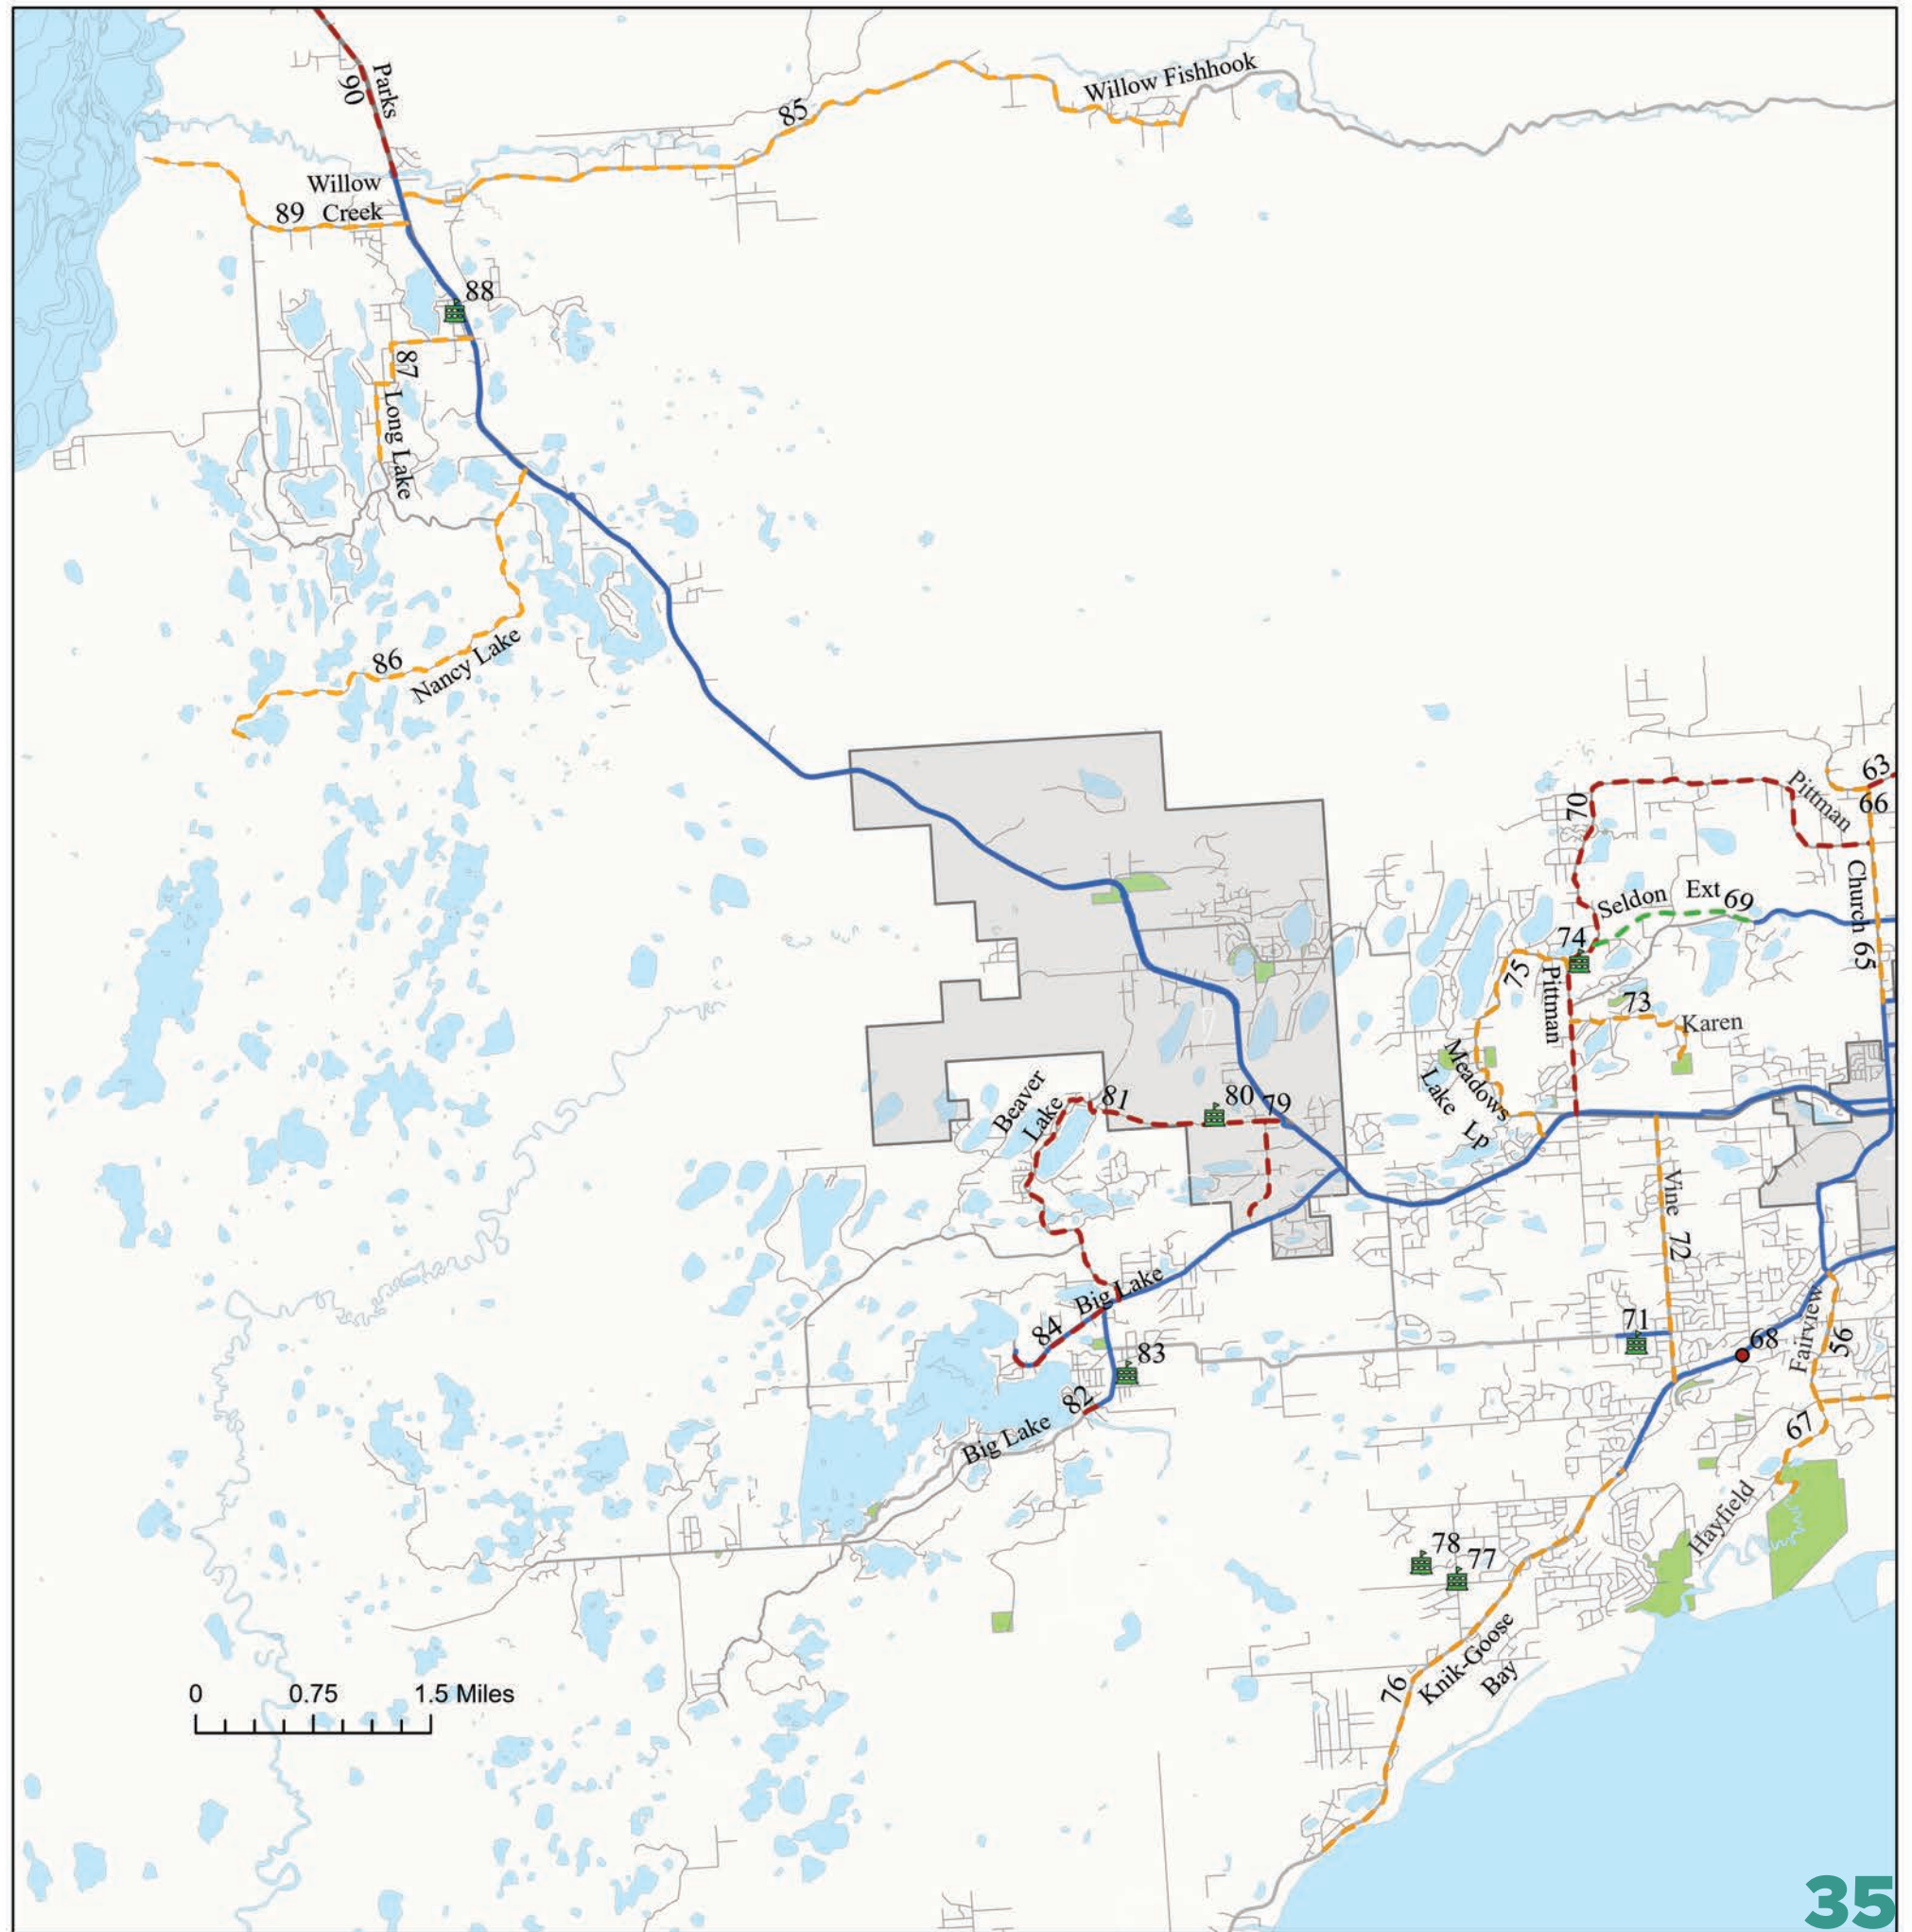 Parks
90
Willow Fishhook
85
Willow
89 Creek
88
87
Long Lake
86
Nancy Lake
63
Pittman
66
70
Church 65
Seldon Ext 69
74
75
Pittman
73
Karen
Meadows
Lake
Lp
Beaver
Lake
81
80 79
Vine
72
Big Lake
84
71
68
Fairview
56
83
82
Big Lake
67
Hayfield
78
77
76
Knik-Goose
Bay
0 0.75 1.5 Miles
35